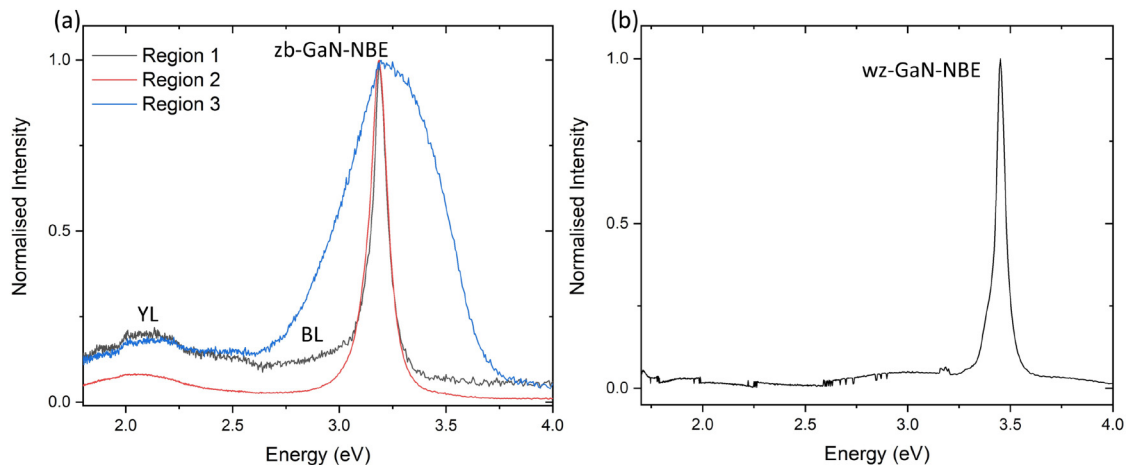 (a)
zb-GaN-NBE
Region 1
Region 2
Region 3
YL
BL
Normalised Intensity
1.0
0.5
0.0
2.0 2.5 3.0 3.5 4.0
Energy (eV)
(b)
wz-GaN-NBE
Normalised Intensity
1.0
0.5
0.0
2.0 2.5 3.0 3.5 4.0
Energy (eV)